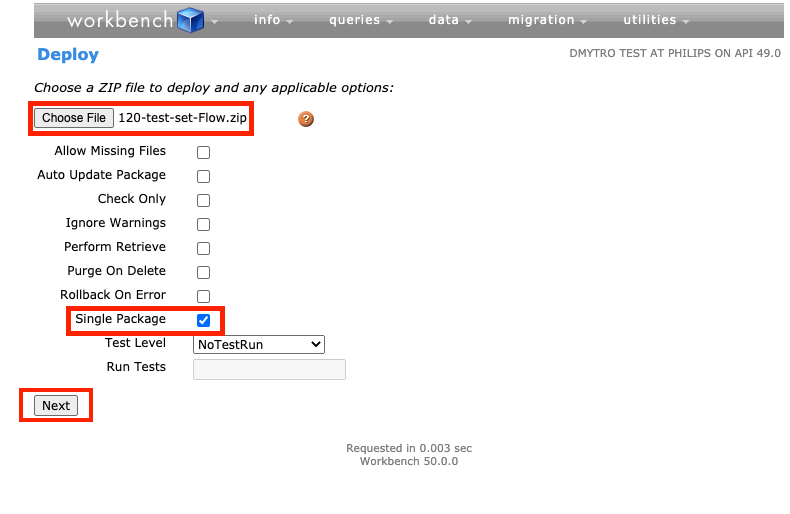 workbench info queries data migration utilities
Deploy DMYTRO TEST AT PHILIPS ON API 49.0
Choose a ZIP file to deploy and any applicable options:
Choose File 120-test-set-Flow.zip ?
Allow Missing Files
Auto Update Package
Check Only
Ignore Warnings
Perform Retrieve
Purge On Delete
Rollback On Error
Single Package
Test Level NoTestRun
Run Tests
Next
Requested in 0.003 sec
Workbench 50.0.0